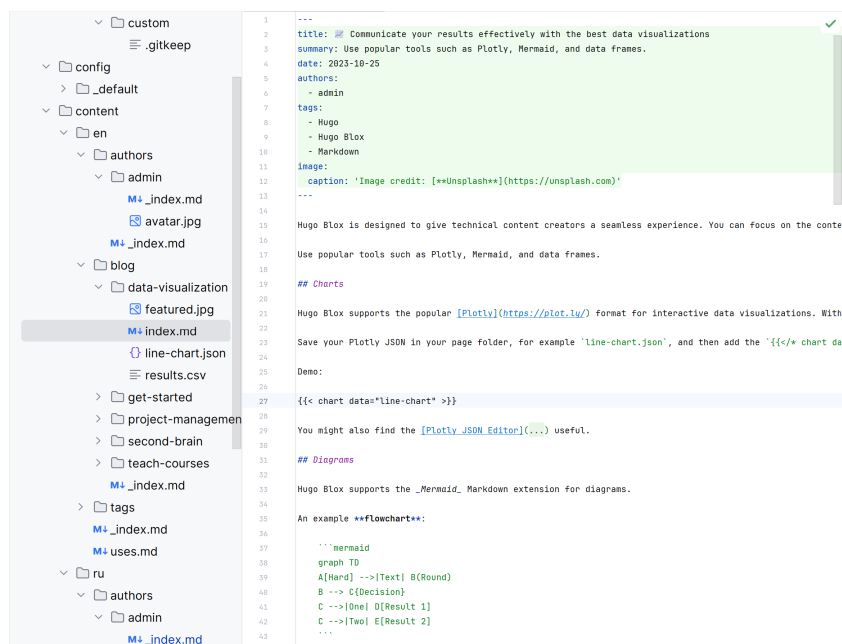 custom
.gitkeep
config
_default
content
en
authors
admin
M↓ _index.md
avatar.jpg
M↓ _index.md
blog
data-visualization
featured.jpg
M↓ index.md
{} line-chart.json
results.csv
get-started
project-managemen
second-brain
teach-courses
M↓ _index.md
tags
M↓ _index.md
M↓ uses.md
ru
authors
admin
M↓ _index.md
1 ---
2 title: 📈 Communicate your results effectively with the best data visualizations
3 summary: Use popular tools such as Plotly, Mermaid, and data frames.
4 date: 2023-10-25
5 authors:
6   - admin
7 tags:
8   - Hugo
9   - Hugo Blox
10   - Markdown
11 image:
12   caption: 'Image credit: [**Unsplash**](https://unsplash.com)'
13 ---
14
15 Hugo Blox is designed to give technical content creators a seamless experience. You can focus on the conte
16
17 Use popular tools such as Plotly, Mermaid, and data frames.
18
19 ## Charts
20
21 Hugo Blox supports the popular [Plotly](https://plot.ly/) format for interactive data visualizations. With
22
23 Save your Plotly JSON in your page folder, for example `line-chart.json`, and then add the `{{</* chart da
24
25 Demo:
26
27 {{< chart data="line-chart" >}}
28
29 You might also find the [Plotly JSON Editor](...) useful.
30
31 ## Diagrams
32
33 Hugo Blox supports the _Mermaid_ Markdown extension for diagrams.
34
35 An example **flowchart**:
36
37     ```mermaid
38     graph TD
39     A[Hard] -->|Text| B(Round)
40     B --> C{Decision}
41     C -->|One| D[Result 1]
42     C -->|Two| E[Result 2]
43     ```